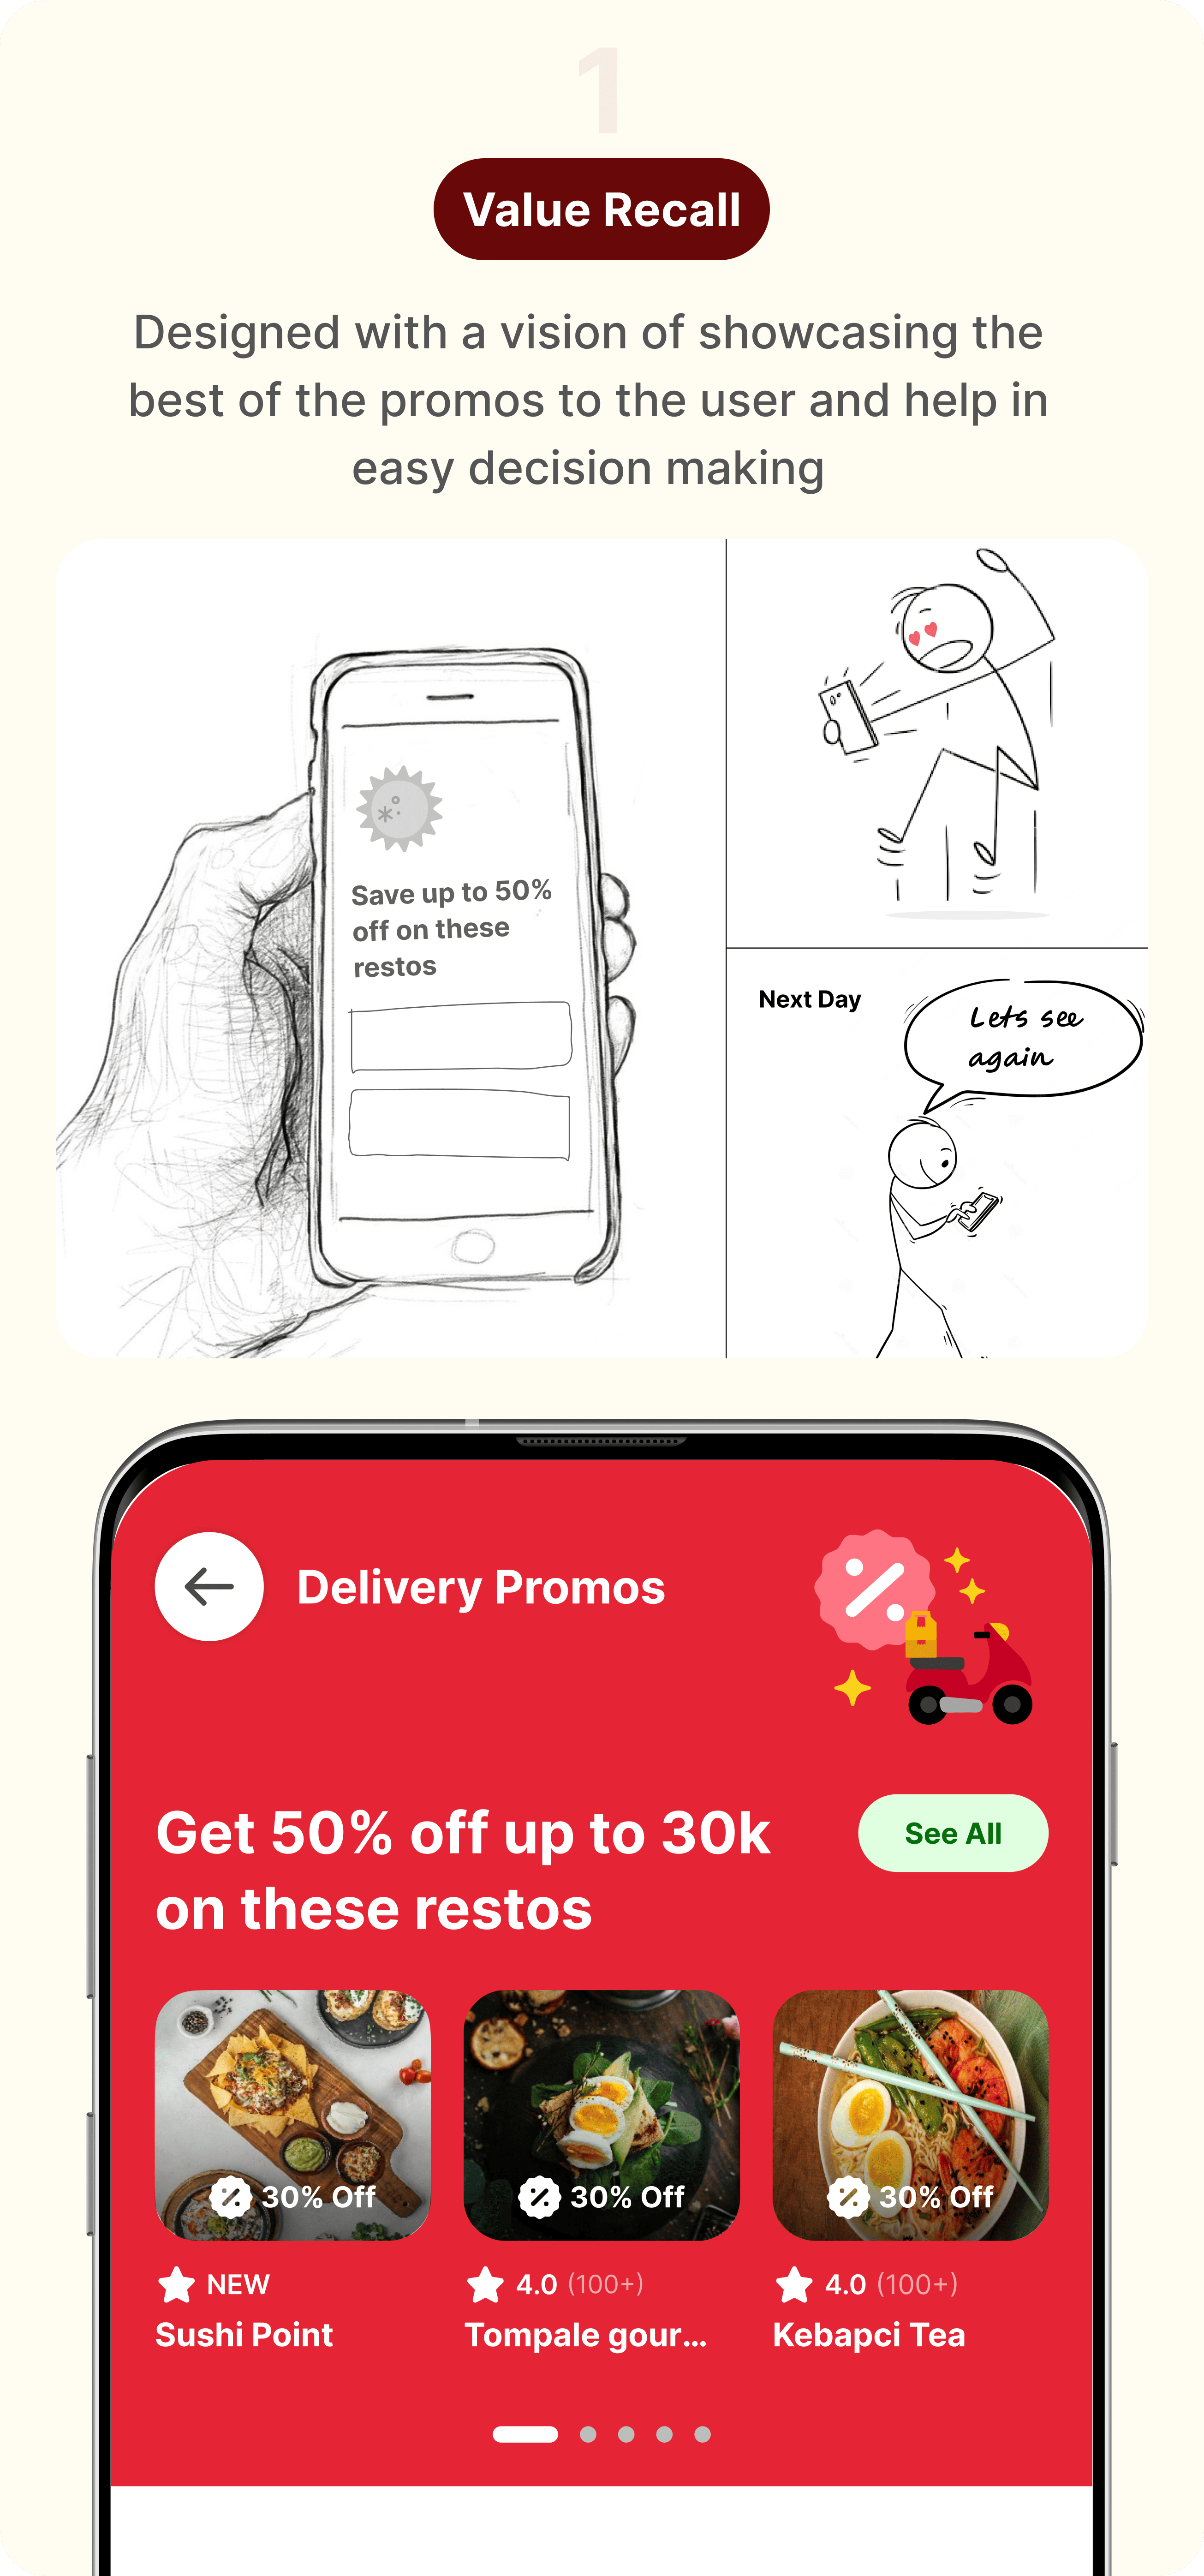 1
Value Recall
Designed with a vision of showcasing the
best of the promos to the user and help in
easy decision making
Save up to 50%
off on these
restos
Next Day
Lets see
again
Delivery Promos
Get 50% off up to 30k
on these restos
See All
30% Off
30% Off
30% Off
NEW
4.0 (100+)
4.0 (100+)
Sushi Point
Tompale gour...
Kebapci Tea